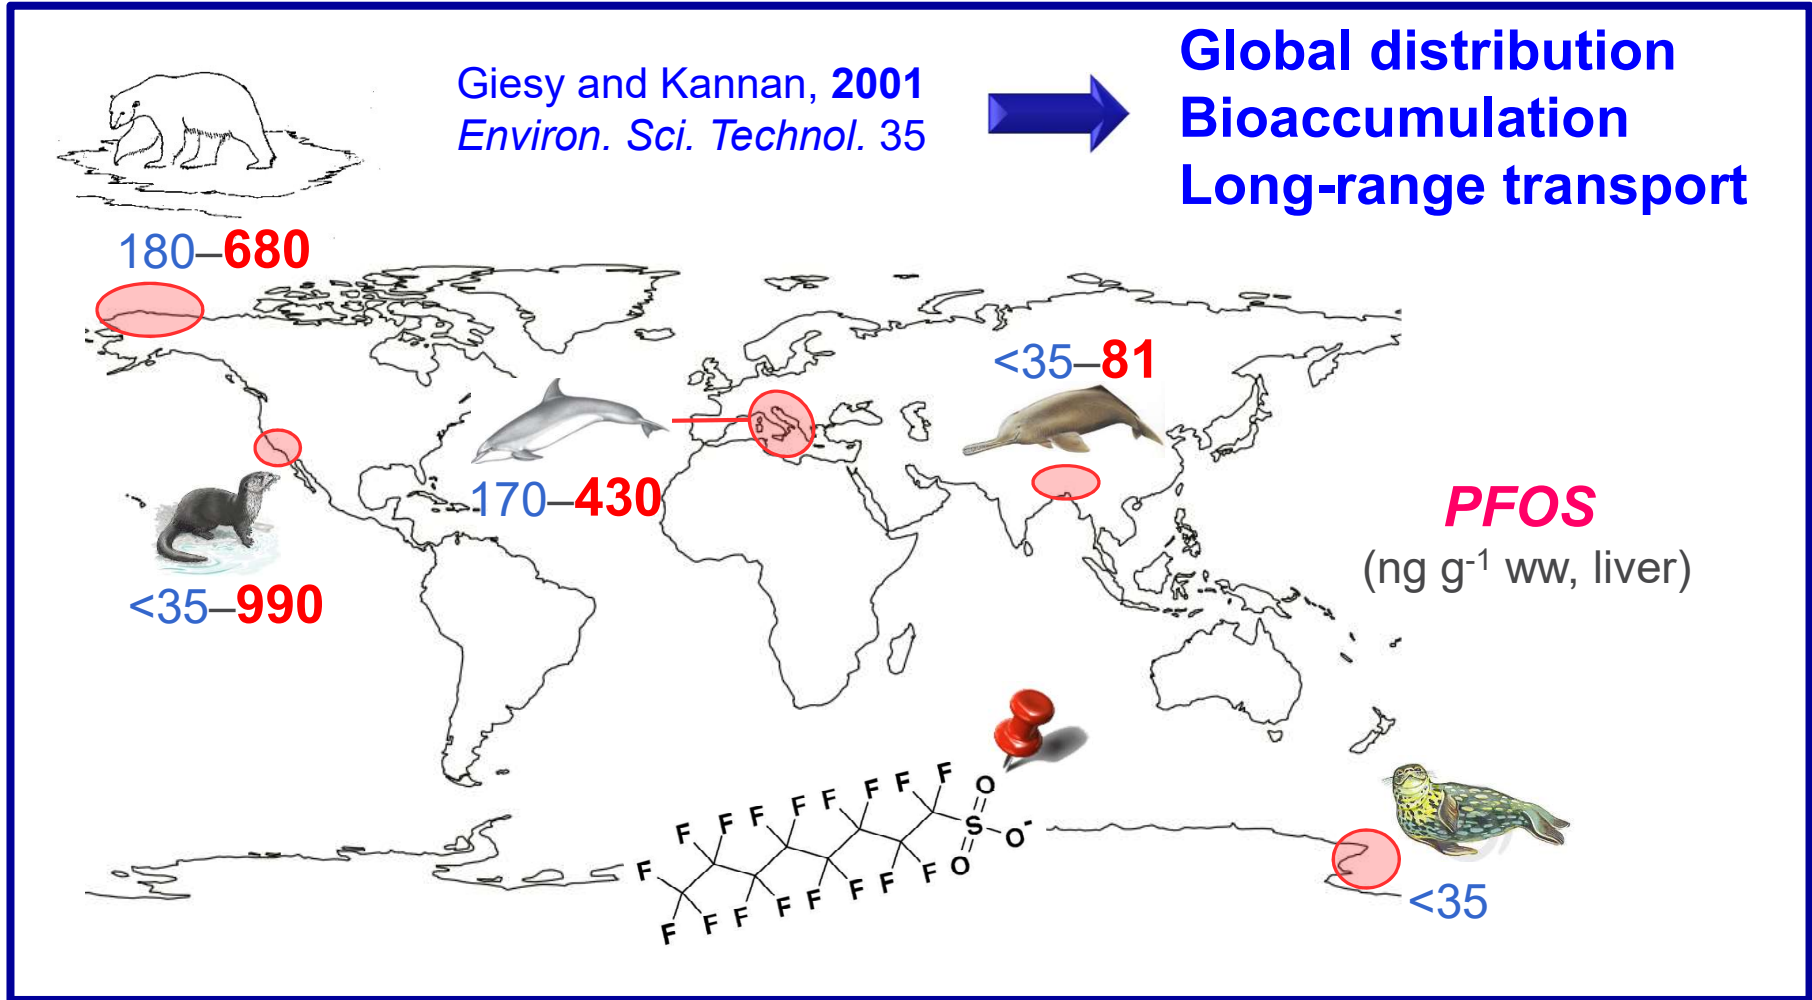 Giesy and Kannan, 2001
Environ. Sci. Technol. 35
Global distribution
Bioaccumulation
Long-range transport
180–680
<35–81
170–430
<35–990
PFOS
(ng g-1 ww, liver)
<35
F F F F F F F F O
F S O-
F F F F F F F F O